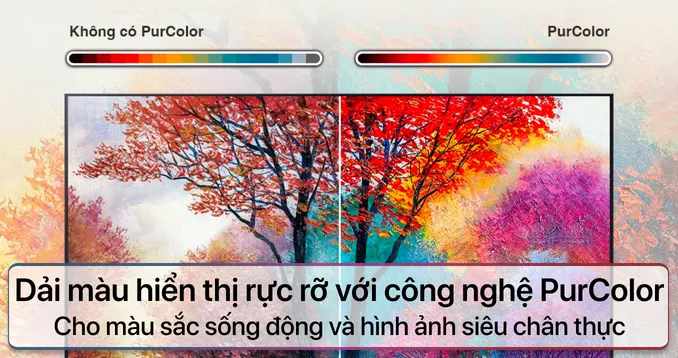 Không có PurColor
PurColor
Dải màu hiển thị rực rỡ với công nghệ PurColor
Cho màu sắc sống động và hình ảnh siêu chân thực